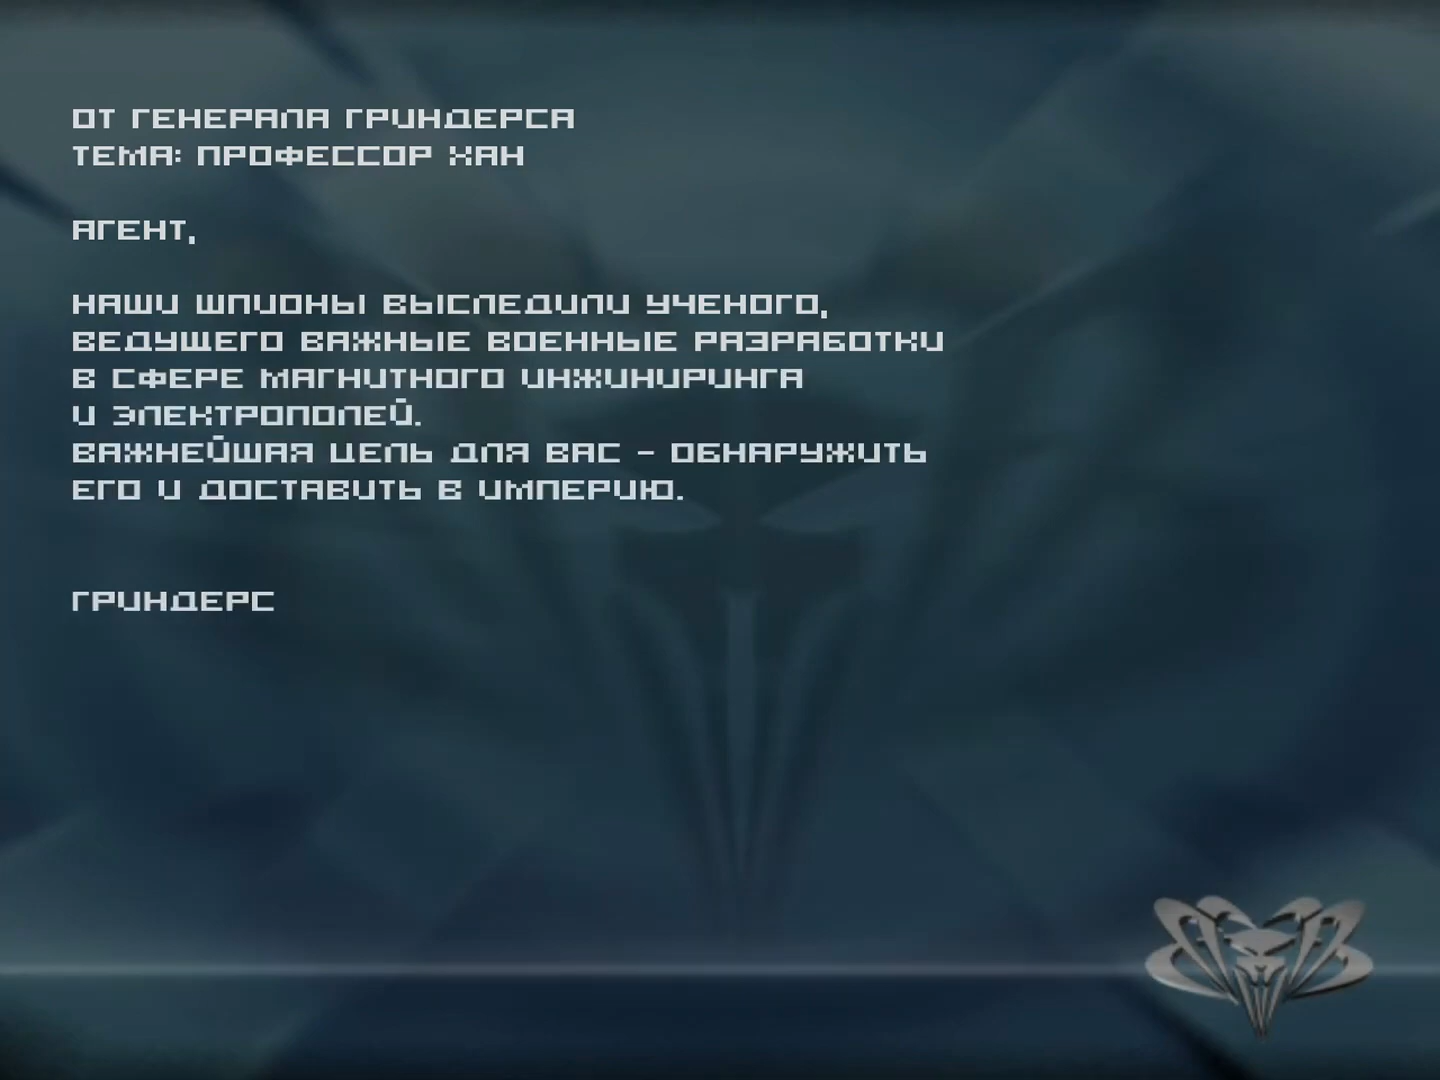 ОТ ГЕНЕРАЛА ГРИНДЕРСА
ТЕМА: ПРОФЕССОР ХАН
АГЕНТ,
НАШИ ШПИОНЫ ВЫСЛЕДИЛИ УЧЕНОГО,
ВЕДУЩЕГО ВАЖНЫЕ ВОЕННЫЕ РАЗРАБОТКИ
В СФЕРЕ МАГНИТНОГО ИНЖИНИРИНГА
И ЭЛЕКТРОПОЛЕЙ.
ВАЖНЕЙШАЯ ЦЕЛЬ ДЛЯ ВАС - ОБНАРУЖИТЬ
ЕГО И ДОСТАВИТЬ В ИМПЕРИЮ.
ГРИНДЕРС